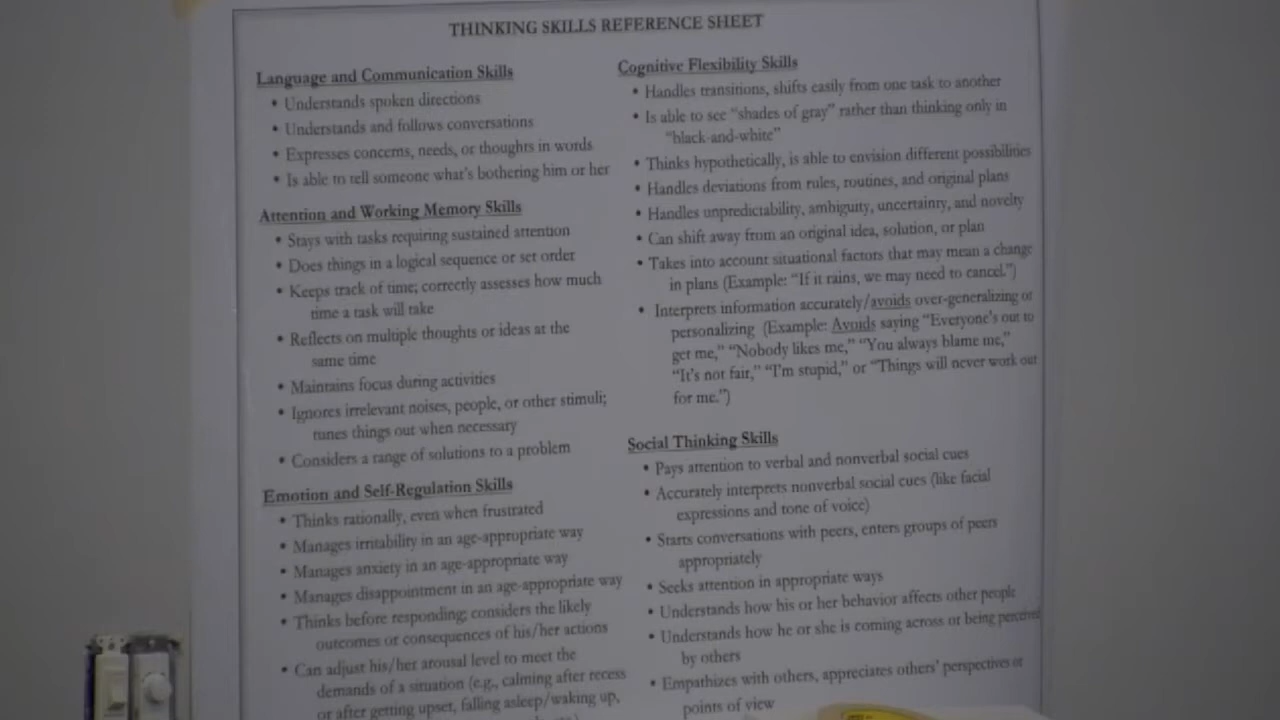 THINKING SKILLS REFERENCE SHEET
Language and Communication Skills
• Understands spoken directions
• Understands and follows conversations
• Expresses concerns, needs, or thoughts in words
• Is able to tell someone what's bothering him or her
Attention and Working Memory Skills
• Stays with tasks requiring sustained attention
• Does things in a logical sequence or set order
• Keeps track of time; correctly assesses how much
time a task will take
• Reflects on multiple thoughts or ideas at the
same time
• Maintains focus during activities
• Ignores irrelevant noises, people, or other stimuli;
tunes things out when necessary
• Considers a range of solutions to a problem
Emotion and Self-Regulation Skills
• Thinks rationally, even when frustrated
• Manages irritability in an age-appropriate way
• Manages anxiety in an age-appropriate way
• Manages disappointment in an age-appropriate way
• Thinks before responding; considers the likely
outcomes or consequences of his/her actions
• Can adjust his/her arousal level to meet the
demands of a situation (e.g., calming after recess
or after getting upset, falling asleep/waking up,
Cognitive Flexibility Skills
• Handles transitions, shifts easily from one task to another
• Is able to see "shades of gray" rather than thinking only in
"black-and-white"
• Thinks hypothetically, is able to envision different possibilities
• Handles deviations from rules, routines, and original plans
• Handles unpredictability, ambiguity, uncertainty, and novelty
• Can shift away from an original idea, solution, or plan
• Takes into account situational factors that may mean a change
in plans (Example: "If it rains, we may need to cancel.")
• Interprets information accurately/avoids over-generalizing or
personalizing (Example: Avoids saying "Everyone's out to
get me," "Nobody likes me," "You always blame me,"
"It's not fair," "I'm stupid," or "Things will never work out
for me.")
Social Thinking Skills
• Pays attention to verbal and nonverbal social cues
• Accurately interprets nonverbal social cues (like facial
expressions and tone of voice)
• Starts conversations with peers, enters groups of peers
appropriately
• Seeks attention in appropriate ways
• Understands how his or her behavior affects other people
• Understands how he or she is coming across or being perceived
by others
• Empathizes with others, appreciates others' perspectives or
points of view